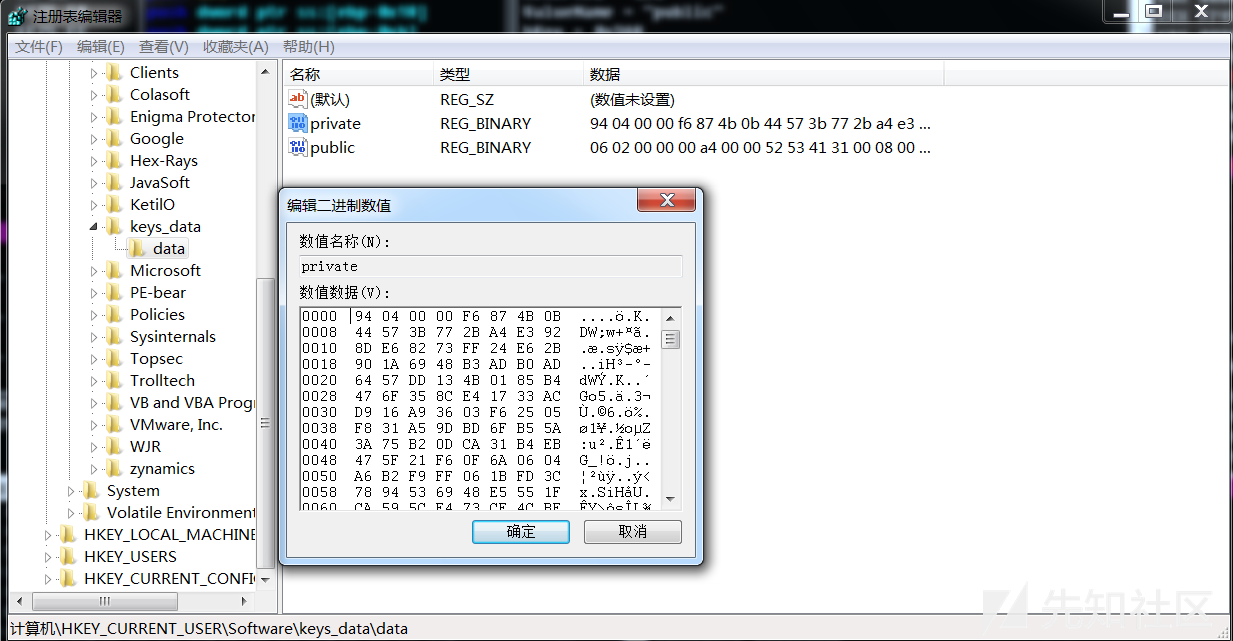 push dword ptr ss:[ebp-0x10]
ValueName = "public"
注册表编辑器
文件(F) 编辑(E) 查看(V) 收藏夹(A) 帮助(H)
Clients
Colasoft
Enigma Protector
Google
Hex-Rays
JavaSoft
KetilO
keys_data
data
Microsoft
PE-bear
Policies
Sysinternals
Topsec
Trolltech
VB and VBA Prog
VMware, Inc.
WJR
zynamics
System
Volatile Environment
HKEY_LOCAL_MACHINE
HKEY_USERS
HKEY_CURRENT_CONFIG
名称 类型 数据
(默认) REG_SZ (数值未设置)
private REG_BINARY 94 04 00 00 f6 87 4b 0b 44 57 3b 77 2b a4 e3 ...
public REG_BINARY 06 02 00 00 00 a4 00 00 52 53 41 31 00 08 00 ...
编辑二进制数值
数值名称(N):
private
数值数据(V):
0000 94 04 00 00 F6 87 4B 0B ....ö.K.
0008 44 57 3B 77 2B A4 E3 92 DW;w+¤ã.
0010 8D E6 82 73 FF 24 E6 2B .æ.sÿ$æ+
0018 90 1A 69 48 B3 AD B0 AD ..iH³-°-
0020 64 57 DD 13 4B 01 85 B4 dWÝ.K..´
0028 47 6F 35 8C E4 17 33 AC Go5.ä.3¬
0030 D9 16 A9 36 03 F6 25 05 Ù.©6.ö%.
0038 F8 31 A5 9D BD 6F B5 5A ø1¥.½oµZ
0040 3A 75 B2 0D CA 31 B4 EB :u².Ê1´ë
0048 47 5F 21 F6 0F 6A 06 04 G_!ö.j..
0050 A6 B2 F9 FF 06 1B FD 3C ¦²ùÿ..ý<
0058 78 94 53 69 48 E5 55 1F x.SiHåU.
0060 CA 59 5C F4 73 CF 4C BE ÊY\ôsÏL¾
确定 取消
先知社区
计算机\HKEY_CURRENT_USER\Software\keys_data\data